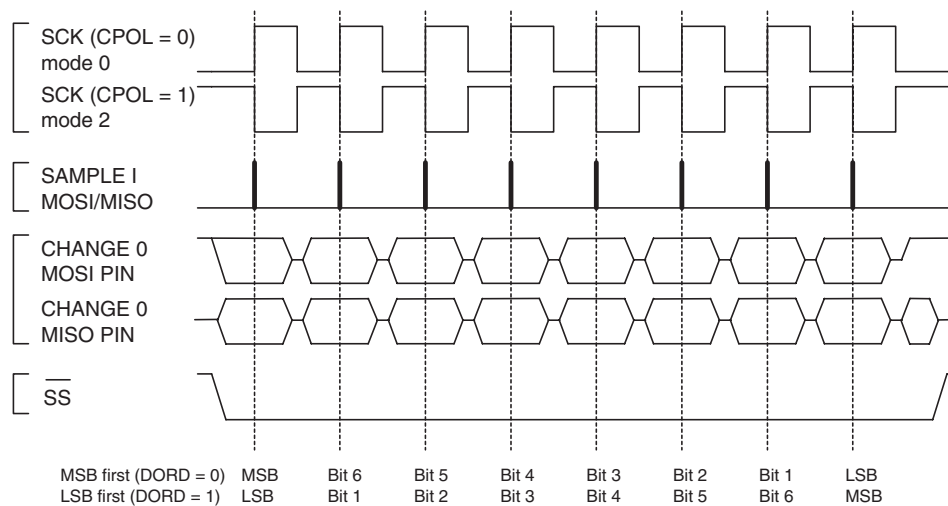 SCK (CPOL = 0)
mode 0
SCK (CPOL = 1)
mode 2
SAMPLE I
MOSI/MISO
CHANGE 0
MOSI PIN
CHANGE 0
MISO PIN
SS
MSB first (DORD = 0) MSB Bit 6 Bit 5 Bit 4 Bit 3 Bit 2 Bit 1 LSB
LSB first (DORD = 1) LSB Bit 1 Bit 2 Bit 3 Bit 4 Bit 5 Bit 6 MSB